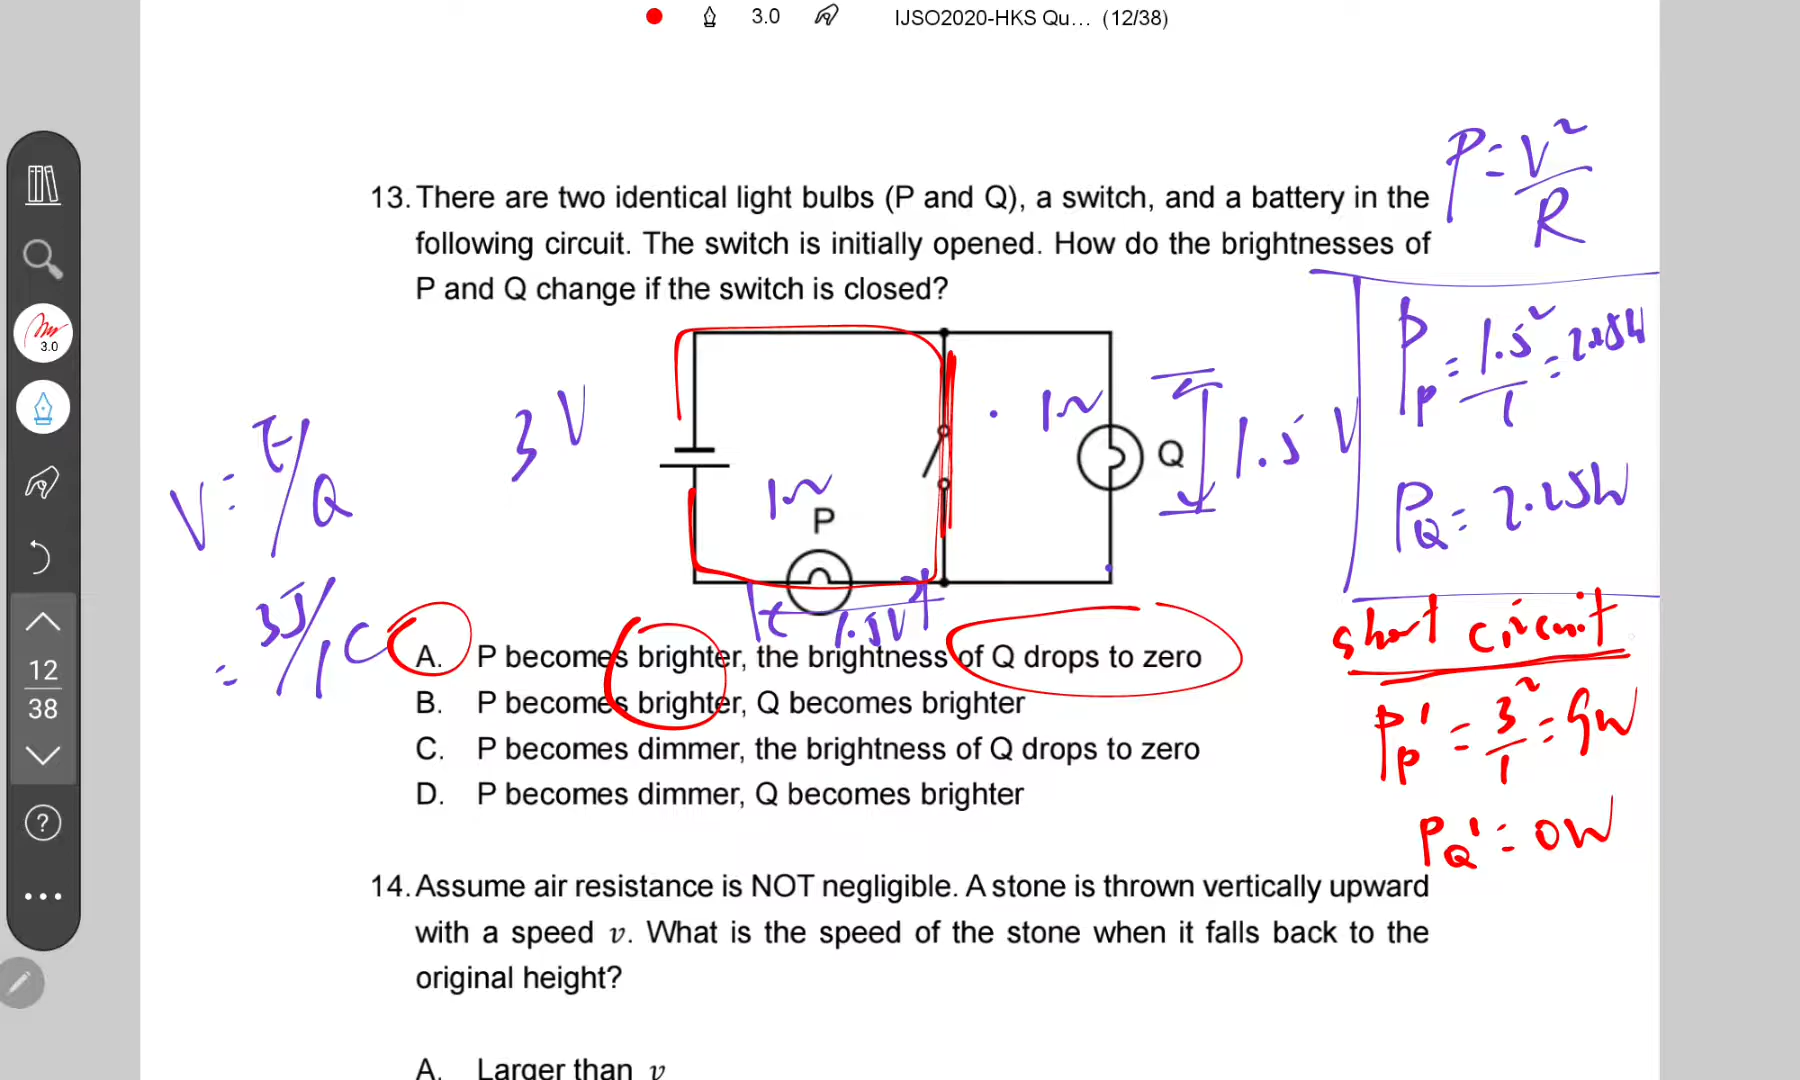 3.0 IJSO2020-HKS Qu... (12/38)
3.0
12
38
13. There are two identical light bulbs (P and Q), a switch, and a battery in the
following circuit. The switch is initially opened. How do the brightnesses of
P and Q change if the switch is closed?
P = V²/R
3V
1Ω
P
1.5V
1Ω
Q
1.5V
V = E/Q
= 3J/1C
P_P = 1.5²/1 = 2.25W
P_Q = 2.25W
short circuit
P_P' = 3²/1 = 9W
P_Q' = 0W
A. P becomes brighter, the brightness of Q drops to zero
B. P becomes brighter, Q becomes brighter
C. P becomes dimmer, the brightness of Q drops to zero
D. P becomes dimmer, Q becomes brighter
14. Assume air resistance is NOT negligible. A stone is thrown vertically upward
with a speed v. What is the speed of the stone when it falls back to the
original height?
A. Larger than v